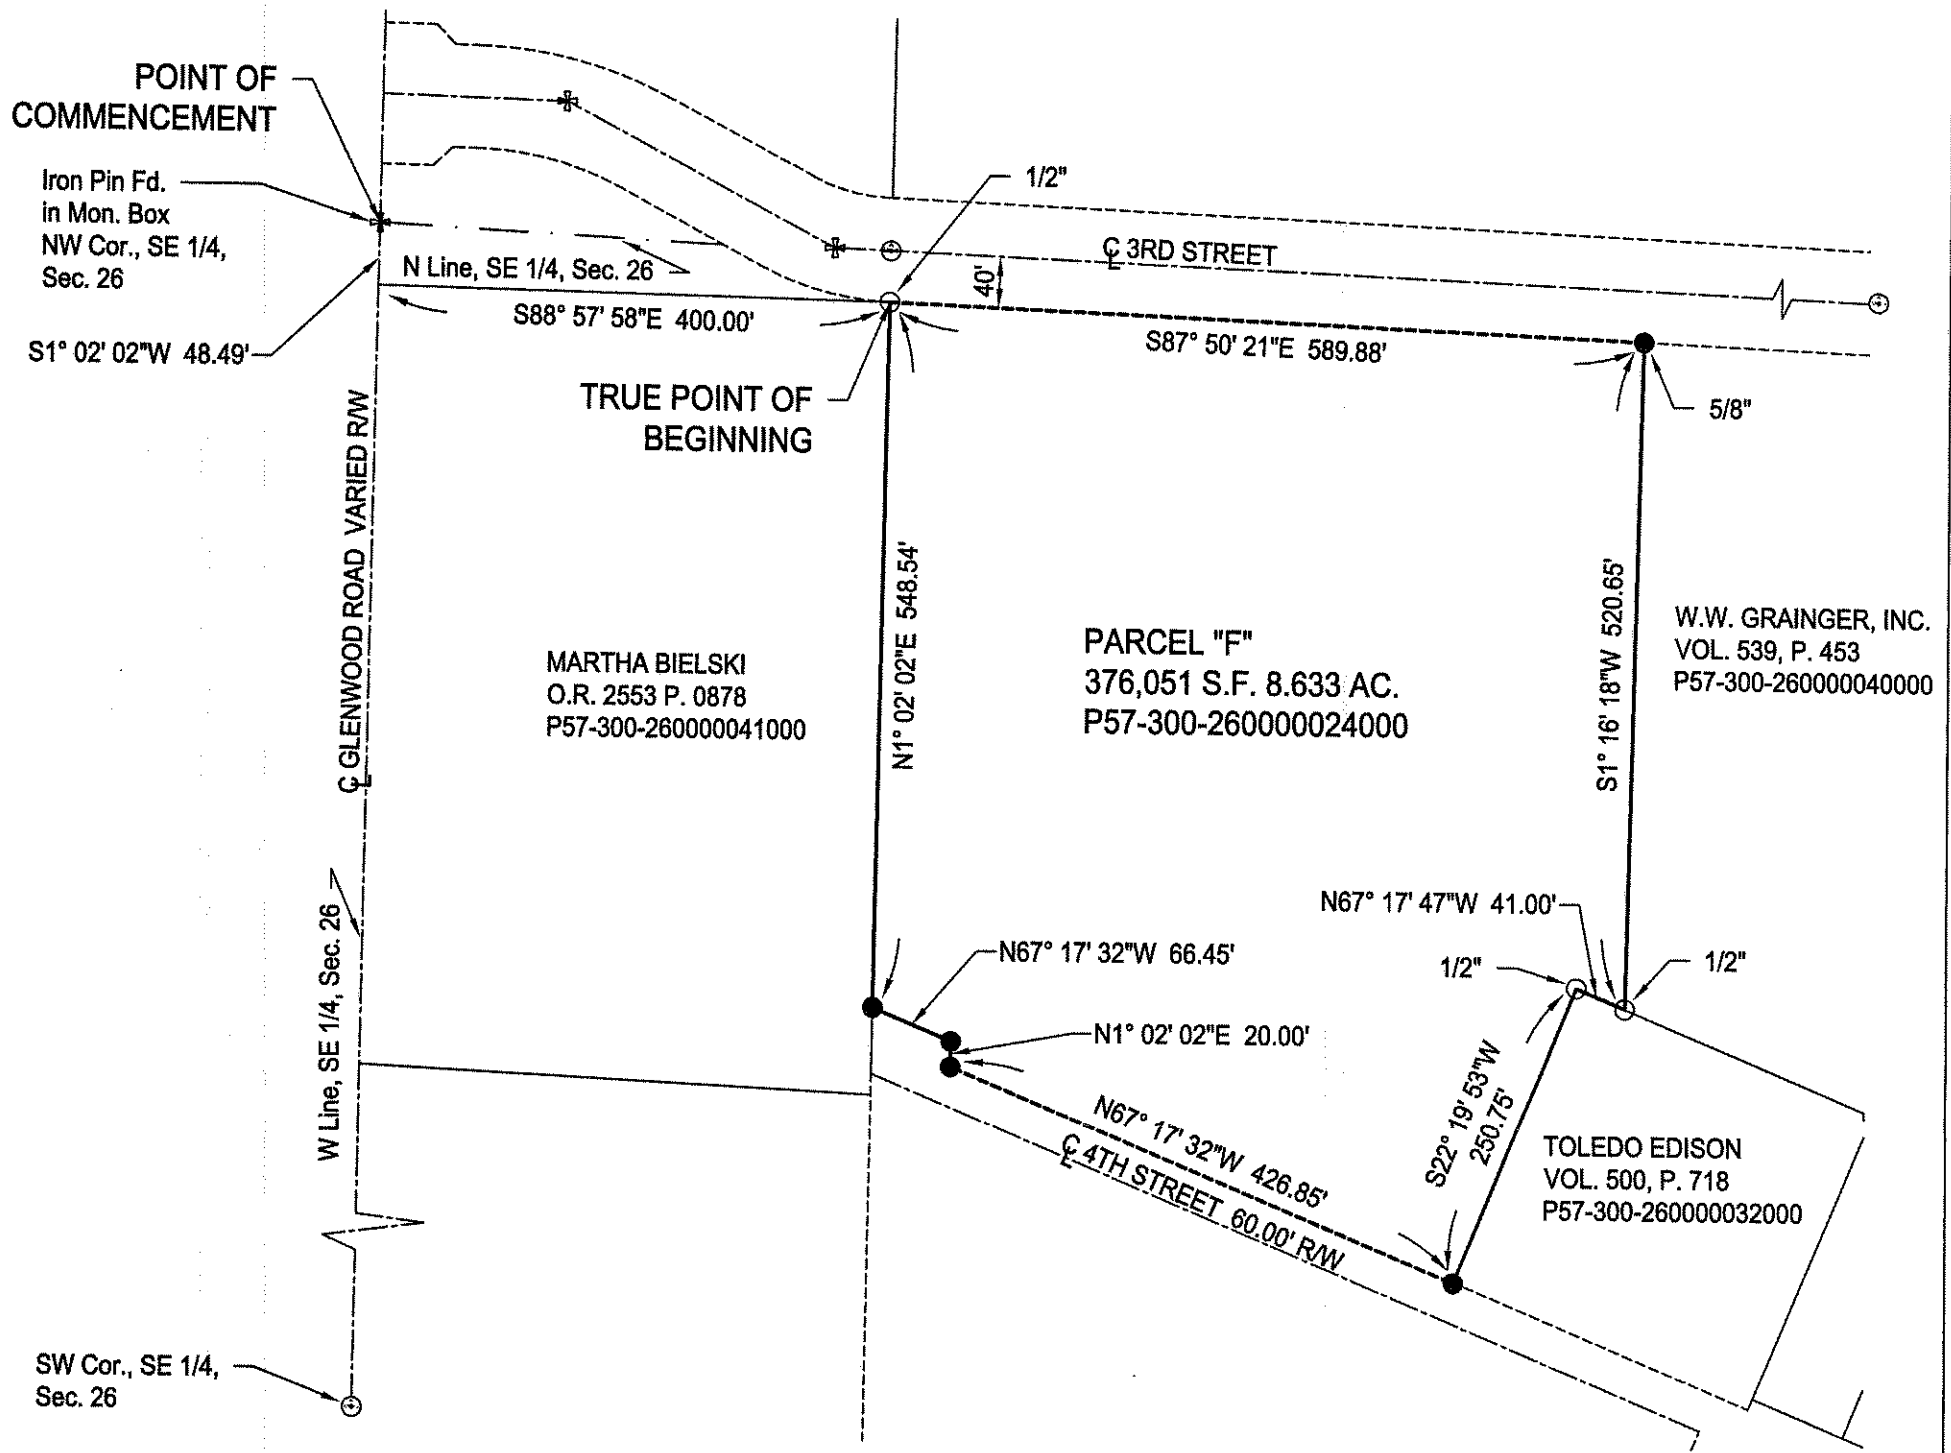 POINT OF
COMMENCEMENT
Iron Pin Fd.
in Mon. Box
NW Cor., SE 1/4,
Sec. 26
S1° 02' 02"W 48.49'
N Line, SE 1/4, Sec. 26
S88° 57' 58"E 400.00'
1/2"
℄ 3RD STREET
40'
S87° 50' 21"E 589.88'
TRUE POINT OF
BEGINNING
5/8"
℄ GLENWOOD ROAD VARIED R/W
N1° 02' 02"E 548.54'
S1° 16' 18"W 520.65'
MARTHA BIELSKI
O.R. 2553 P. 0878
P57-300-260000041000
PARCEL "F"
376,051 S.F. 8.633 AC.
P57-300-260000024000
W.W. GRAINGER, INC.
VOL. 539, P. 453
P57-300-260000040000
W Line, SE 1/4, Sec. 26
N67° 17' 47"W 41.00'
N67° 17' 32"W 66.45'
1/2"
1/2"
N1° 02' 02"E 20.00'
N67° 17' 32"W 426.85'
℄ 4TH STREET 60.00' R/W
S22° 19' 53"W
250.75'
TOLEDO EDISON
VOL. 500, P. 718
P57-300-260000032000
SW Cor., SE 1/4,
Sec. 26